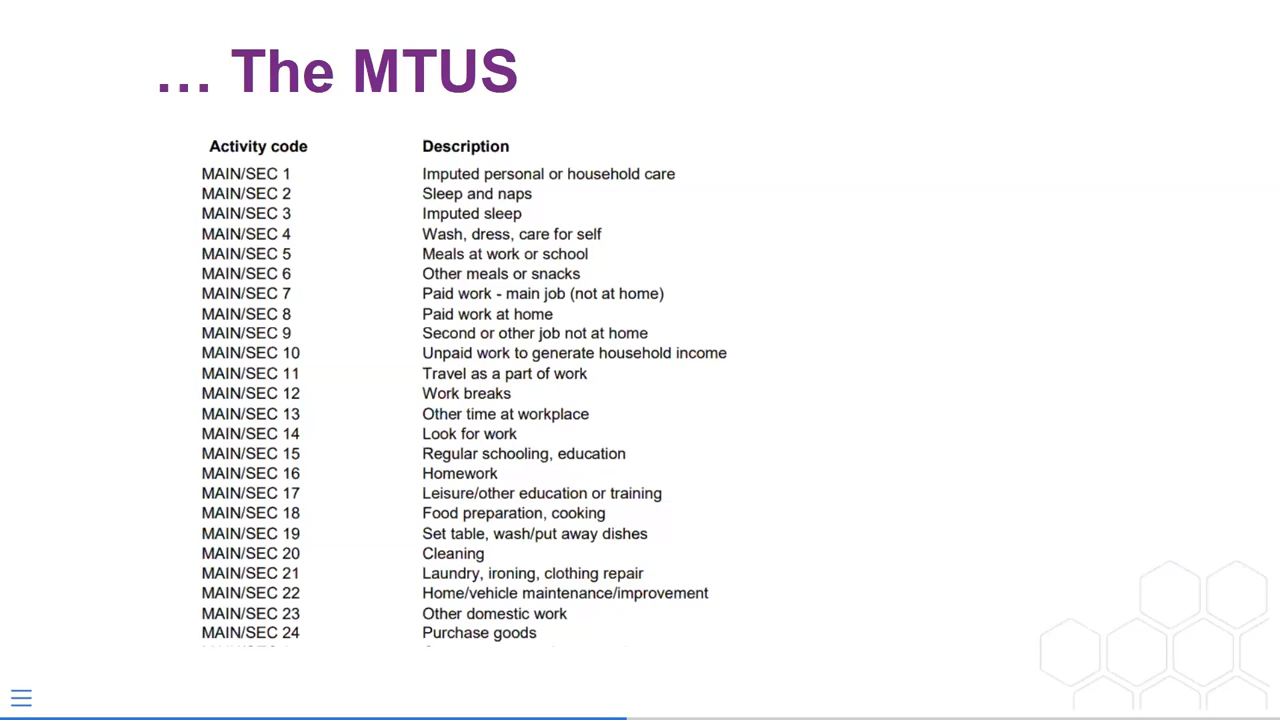 … The MTUS
Activity code Description
MAIN/SEC 1 Imputed personal or household care
MAIN/SEC 2 Sleep and naps
MAIN/SEC 3 Imputed sleep
MAIN/SEC 4 Wash, dress, care for self
MAIN/SEC 5 Meals at work or school
MAIN/SEC 6 Other meals or snacks
MAIN/SEC 7 Paid work - main job (not at home)
MAIN/SEC 8 Paid work at home
MAIN/SEC 9 Second or other job not at home
MAIN/SEC 10 Unpaid work to generate household income
MAIN/SEC 11 Travel as a part of work
MAIN/SEC 12 Work breaks
MAIN/SEC 13 Other time at workplace
MAIN/SEC 14 Look for work
MAIN/SEC 15 Regular schooling, education
MAIN/SEC 16 Homework
MAIN/SEC 17 Leisure/other education or training
MAIN/SEC 18 Food preparation, cooking
MAIN/SEC 19 Set table, wash/put away dishes
MAIN/SEC 20 Cleaning
MAIN/SEC 21 Laundry, ironing, clothing repair
MAIN/SEC 22 Home/vehicle maintenance/improvement
MAIN/SEC 23 Other domestic work
MAIN/SEC 24 Purchase goods